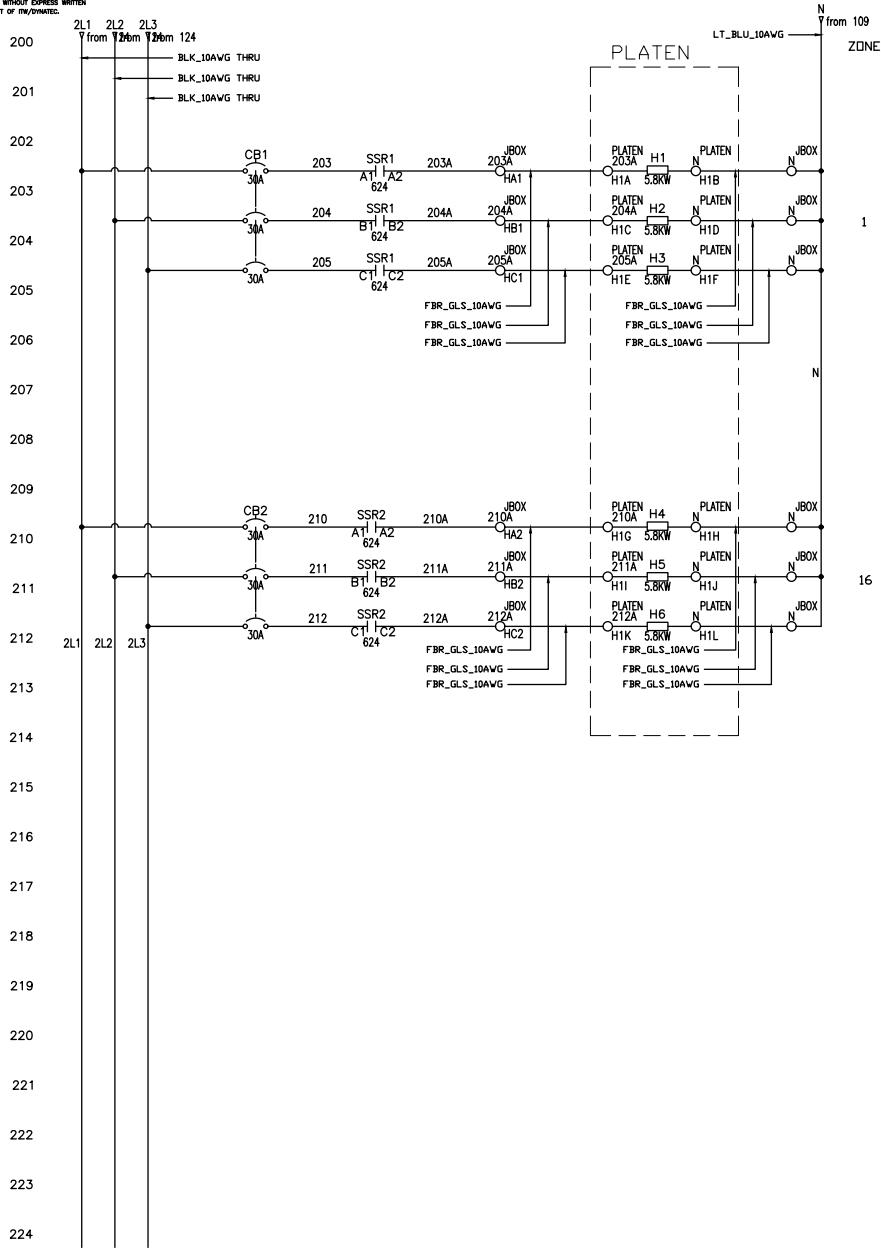 WITHOUT EXPRESS WRITTEN
T OF ITW/DYNATEC.
2L1 2L2 2L3 N
from from from 124 from 109
200 LT_BLU_10AWG ZONE
PLATEN
BLK_10AWG THRU
BLK_10AWG THRU
201 BLK_10AWG THRU
202
CB1 SSR1 JBOX PLATEN H1 PLATEN JBOX
203 203A 203A 203A N N
30A A1 A2 HA1 H1A 5.8KW H1B
203 624
SSR1 JBOX PLATEN H2 PLATEN JBOX
204 204A 204A 204A N N 1
30A B1 B2 HB1 H1C 5.8KW H1D
204 624
SSR1 JBOX PLATEN H3 PLATEN JBOX
205 205A 205A 205A N N
30A C1 C2 HC1 H1E 5.8KW H1F
205 624
FBR_GLS_10AWG FBR_GLS_10AWG
FBR_GLS_10AWG FBR_GLS_10AWG
206 FBR_GLS_10AWG FBR_GLS_10AWG
N
207
208
209
CB2 SSR2 JBOX PLATEN H4 PLATEN JBOX
210 210A 210A 210A N N
30A A1 A2 HA2 H1G 5.8KW H1H
210 624
SSR2 JBOX PLATEN H5 PLATEN JBOX
211 211A 211A 211A N N 16
30A B1 B2 HB2 H1I 5.8KW H1J
211 624
SSR2 JBOX PLATEN H6 PLATEN JBOX
212 212A 212A 212A N N
30A C1 C2 HC2 H1K 5.8KW H1L
212 624
2L1 2L2 2L3
FBR_GLS_10AWG FBR_GLS_10AWG
FBR_GLS_10AWG FBR_GLS_10AWG
213 FBR_GLS_10AWG FBR_GLS_10AWG
214
215
216
217
218
219
220
221
222
223
224